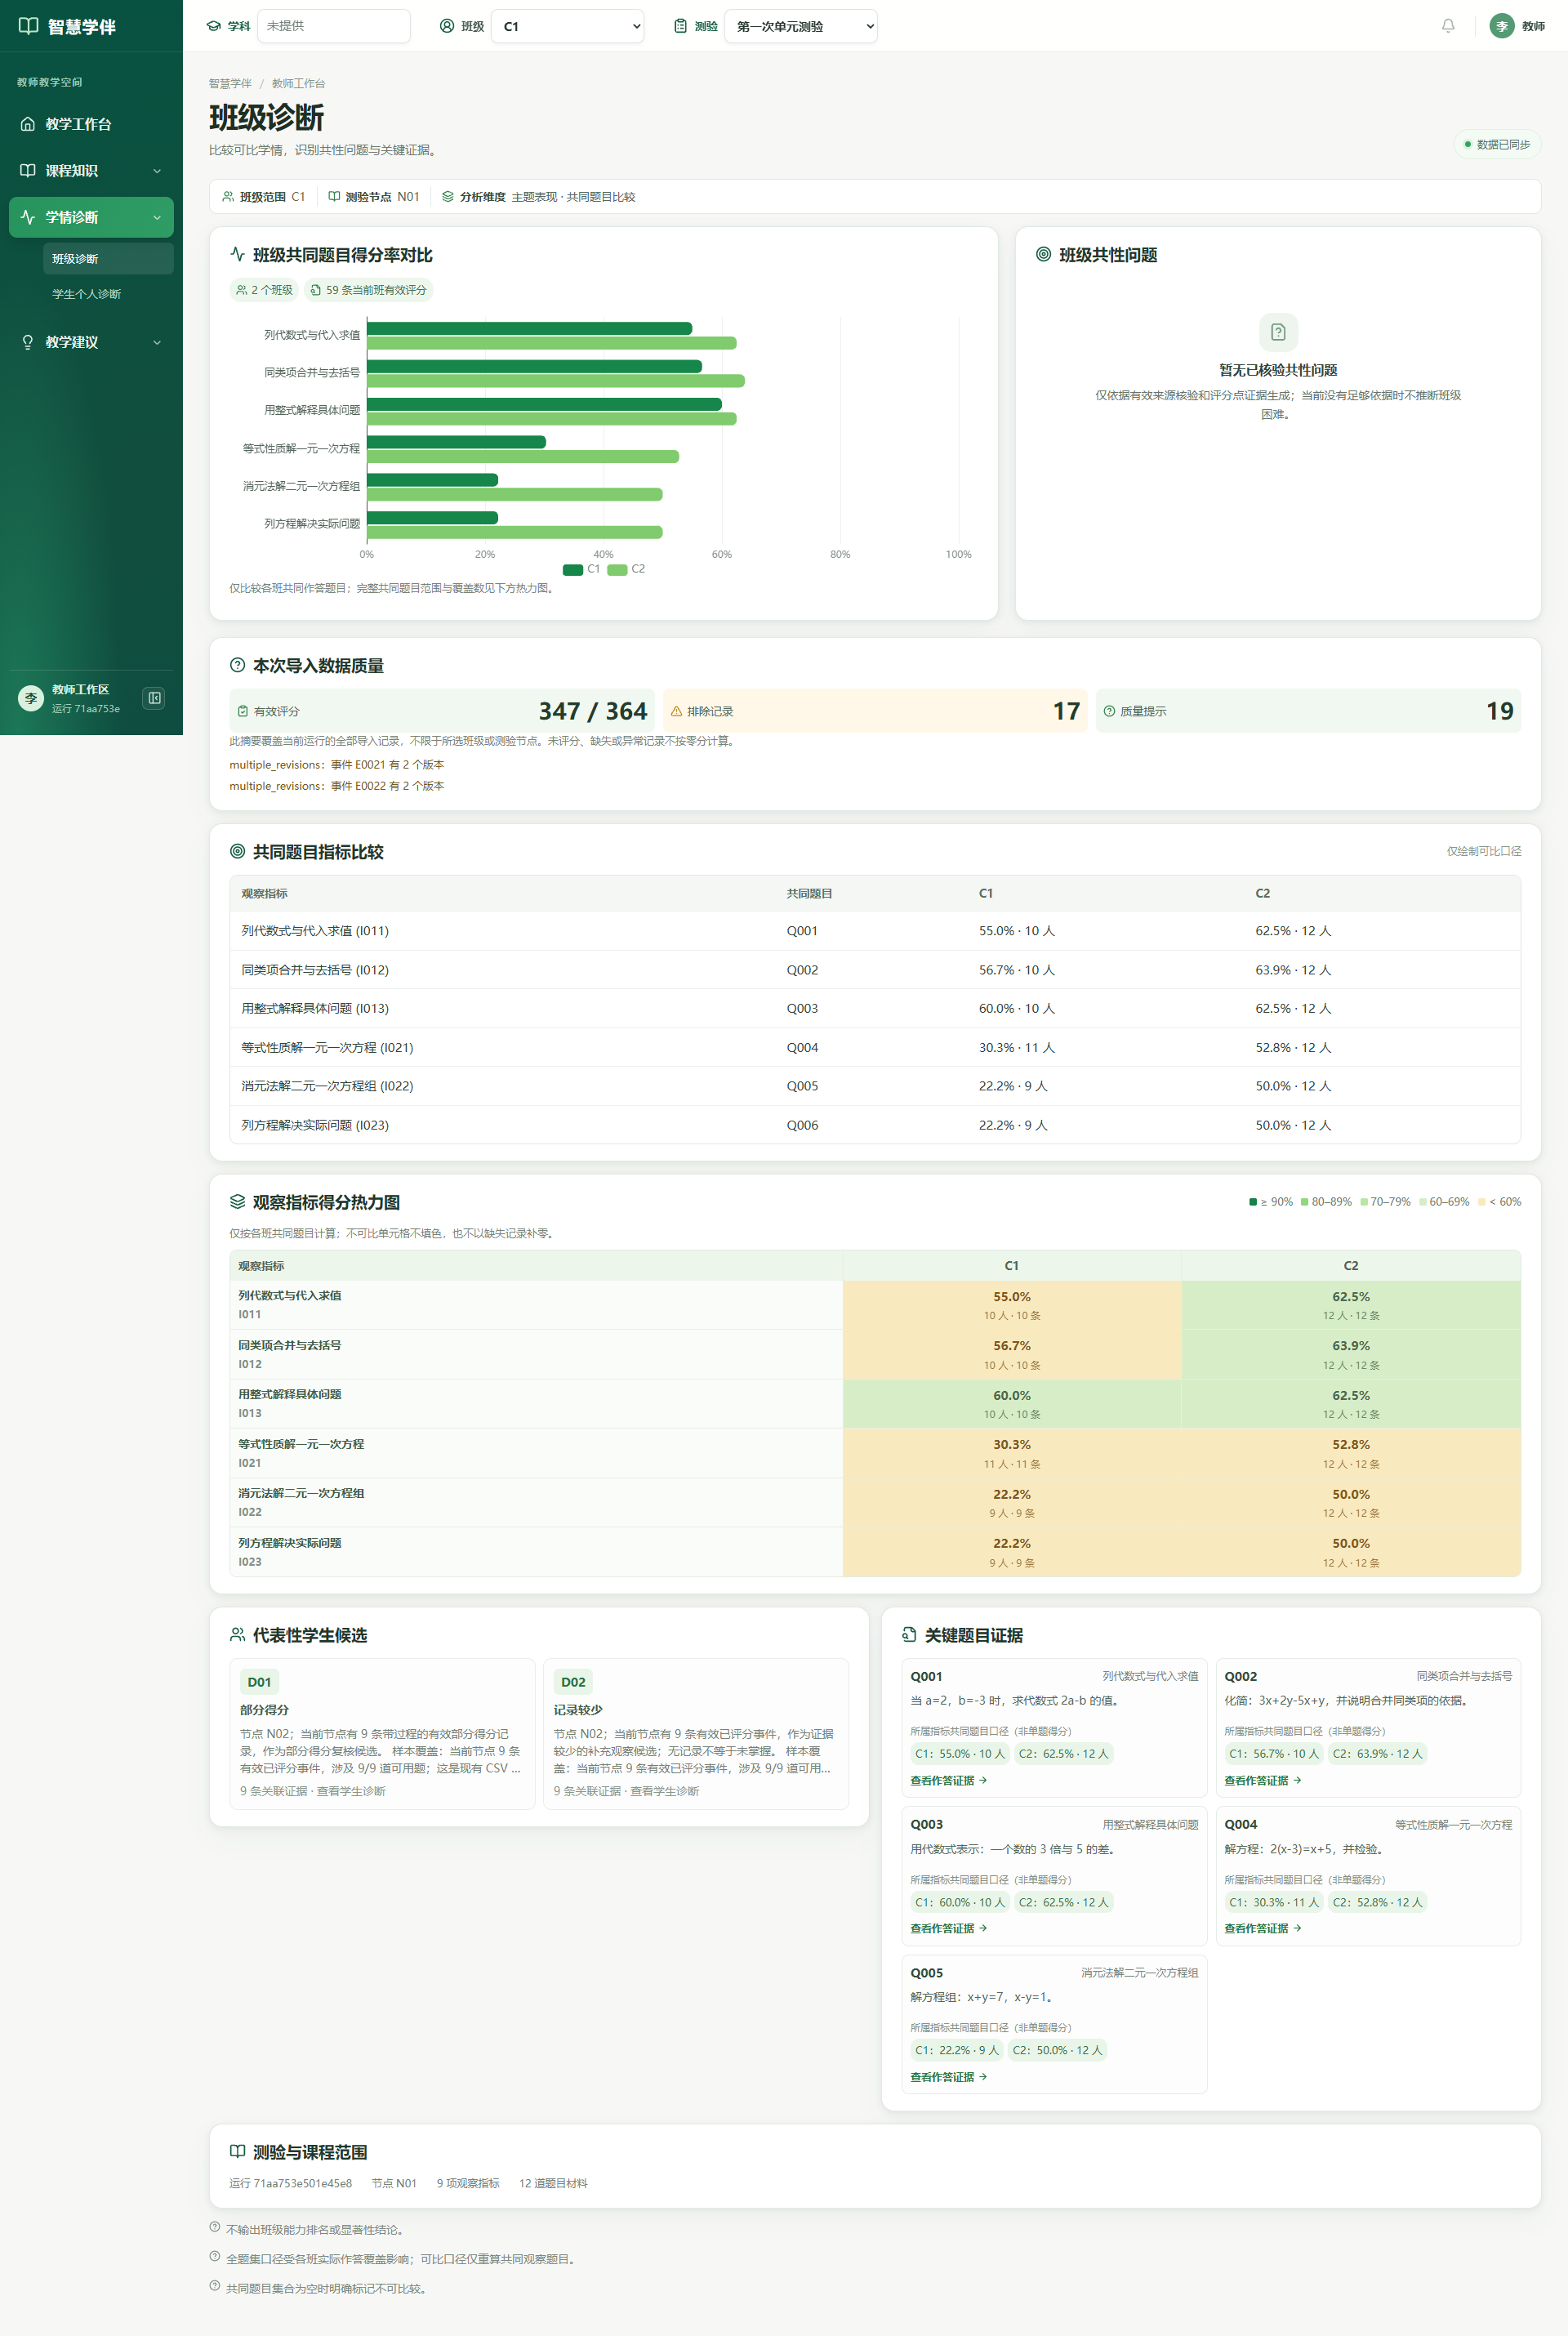 智慧学伴
学科 未提供 班级 C1 测验 第一次单元测验 李 教师
教师教学空间
教学工作台
课程知识
学情诊断
班级诊断
学生个人诊断
教学建议
李 教师工作区
运行 71aa753e
智慧学伴 / 教师工作台
班级诊断
比较可比学情，识别共性问题与关键证据。
数据已同步
班级范围 C1 测验节点 N01 分析维度 主题表现 · 共同题目比较
班级共同题目得分率对比
2 个班级 59 条当前班有效评分
列代数式与代入求值
同类项合并与去括号
用整式解释具体问题
等式性质解一元一次方程
消元法解二元一次方程组
列方程解决实际问题
0% 20% 40% 60% 80% 100%
C1 C2
仅比较各班共同作答题目；完整共同题目范围与覆盖数见下方热力图。
班级共性问题
暂无已核验共性问题
仅依据有效来源核验和评分点证据生成；当前没有足够依据时不推断班级
困难。
本次导入数据质量
有效评分 347 / 364 排除记录 17 质量提示 19
此摘要覆盖当前运行的全部导入记录，不限于所选班级或测验节点。未评分、缺失或异常记录不按零分计算。
multiple_revisions：事件 E0021 有 2 个版本
multiple_revisions：事件 E0022 有 2 个版本
共同题目指标比较 仅绘制可比口径
观察指标 共同题目 C1 C2
列代数式与代入求值 (I011) Q001 55.0% · 10 人 62.5% · 12 人
同类项合并与去括号 (I012) Q002 56.7% · 10 人 63.9% · 12 人
用整式解释具体问题 (I013) Q003 60.0% · 10 人 62.5% · 12 人
等式性质解一元一次方程 (I021) Q004 30.3% · 11 人 52.8% · 12 人
消元法解二元一次方程组 (I022) Q005 22.2% · 9 人 50.0% · 12 人
列方程解决实际问题 (I023) Q006 22.2% · 9 人 50.0% · 12 人
观察指标得分热力图 ≥ 90% 80–89% 70–79% 60–69% < 60%
仅按各班共同题目计算；不可比单元格不填色，也不以缺失记录补零。
观察指标 C1 C2
列代数式与代入求值 55.0% 62.5%
I011 10 人 · 10 条 12 人 · 12 条
同类项合并与去括号 56.7% 63.9%
I012 10 人 · 10 条 12 人 · 12 条
用整式解释具体问题 60.0% 62.5%
I013 10 人 · 10 条 12 人 · 12 条
等式性质解一元一次方程 30.3% 52.8%
I021 11 人 · 11 条 12 人 · 12 条
消元法解二元一次方程组 22.2% 50.0%
I022 9 人 · 9 条 12 人 · 12 条
列方程解决实际问题 22.2% 50.0%
I023 9 人 · 9 条 12 人 · 12 条
代表性学生候选
D01
部分得分
节点 N02；当前节点有 9 条带过程的有效部分得分记
录，作为部分得分复核候选。 样本覆盖：当前节点 9 条
有效已评分事件，涉及 9/9 道可用题；这是现有 CSV ...
9 条关联证据 · 查看学生诊断
D02
记录较少
节点 N02；当前节点有 9 条有效已评分事件，作为证据
较少的补充观察候选；无记录不等于未掌握。 样本覆
盖：当前节点 9 条有效已评分事件，涉及 9/9 道可用...
9 条关联证据 · 查看学生诊断
关键题目证据
Q001 列代数式与代入求值
当 a=2，b=-3 时，求代数式 2a-b 的值。
所属指标共同题目口径（非单题得分）
C1：55.0% · 10 人 C2：62.5% · 12 人
查看作答证据 →
Q002 同类项合并与去括号
化简：3x+2y-5x+y，并说明合并同类项的依据。
所属指标共同题目口径（非单题得分）
C1：56.7% · 10 人 C2：63.9% · 12 人
查看作答证据 →
Q003 用整式解释具体问题
用代数式表示：一个数的 3 倍与 5 的差。
所属指标共同题目口径（非单题得分）
C1：60.0% · 10 人 C2：62.5% · 12 人
查看作答证据 →
Q004 等式性质解一元一次方程
解方程：2(x-3)=x+5，并检验。
所属指标共同题目口径（非单题得分）
C1：30.3% · 11 人 C2：52.8% · 12 人
查看作答证据 →
Q005 消元法解二元一次方程组
解方程组：x+y=7，x-y=1。
所属指标共同题目口径（非单题得分）
C1：22.2% · 9 人 C2：50.0% · 12 人
查看作答证据 →
测验与课程范围
运行 71aa753e501e45e8 节点 N01 9 项观察指标 12 道题目材料
不输出班级能力排名或显著性结论。
全题集口径受各班实际作答覆盖影响；可比口径仅重算共同观察题目。
共同题目集合为空时明确标记不可比较。